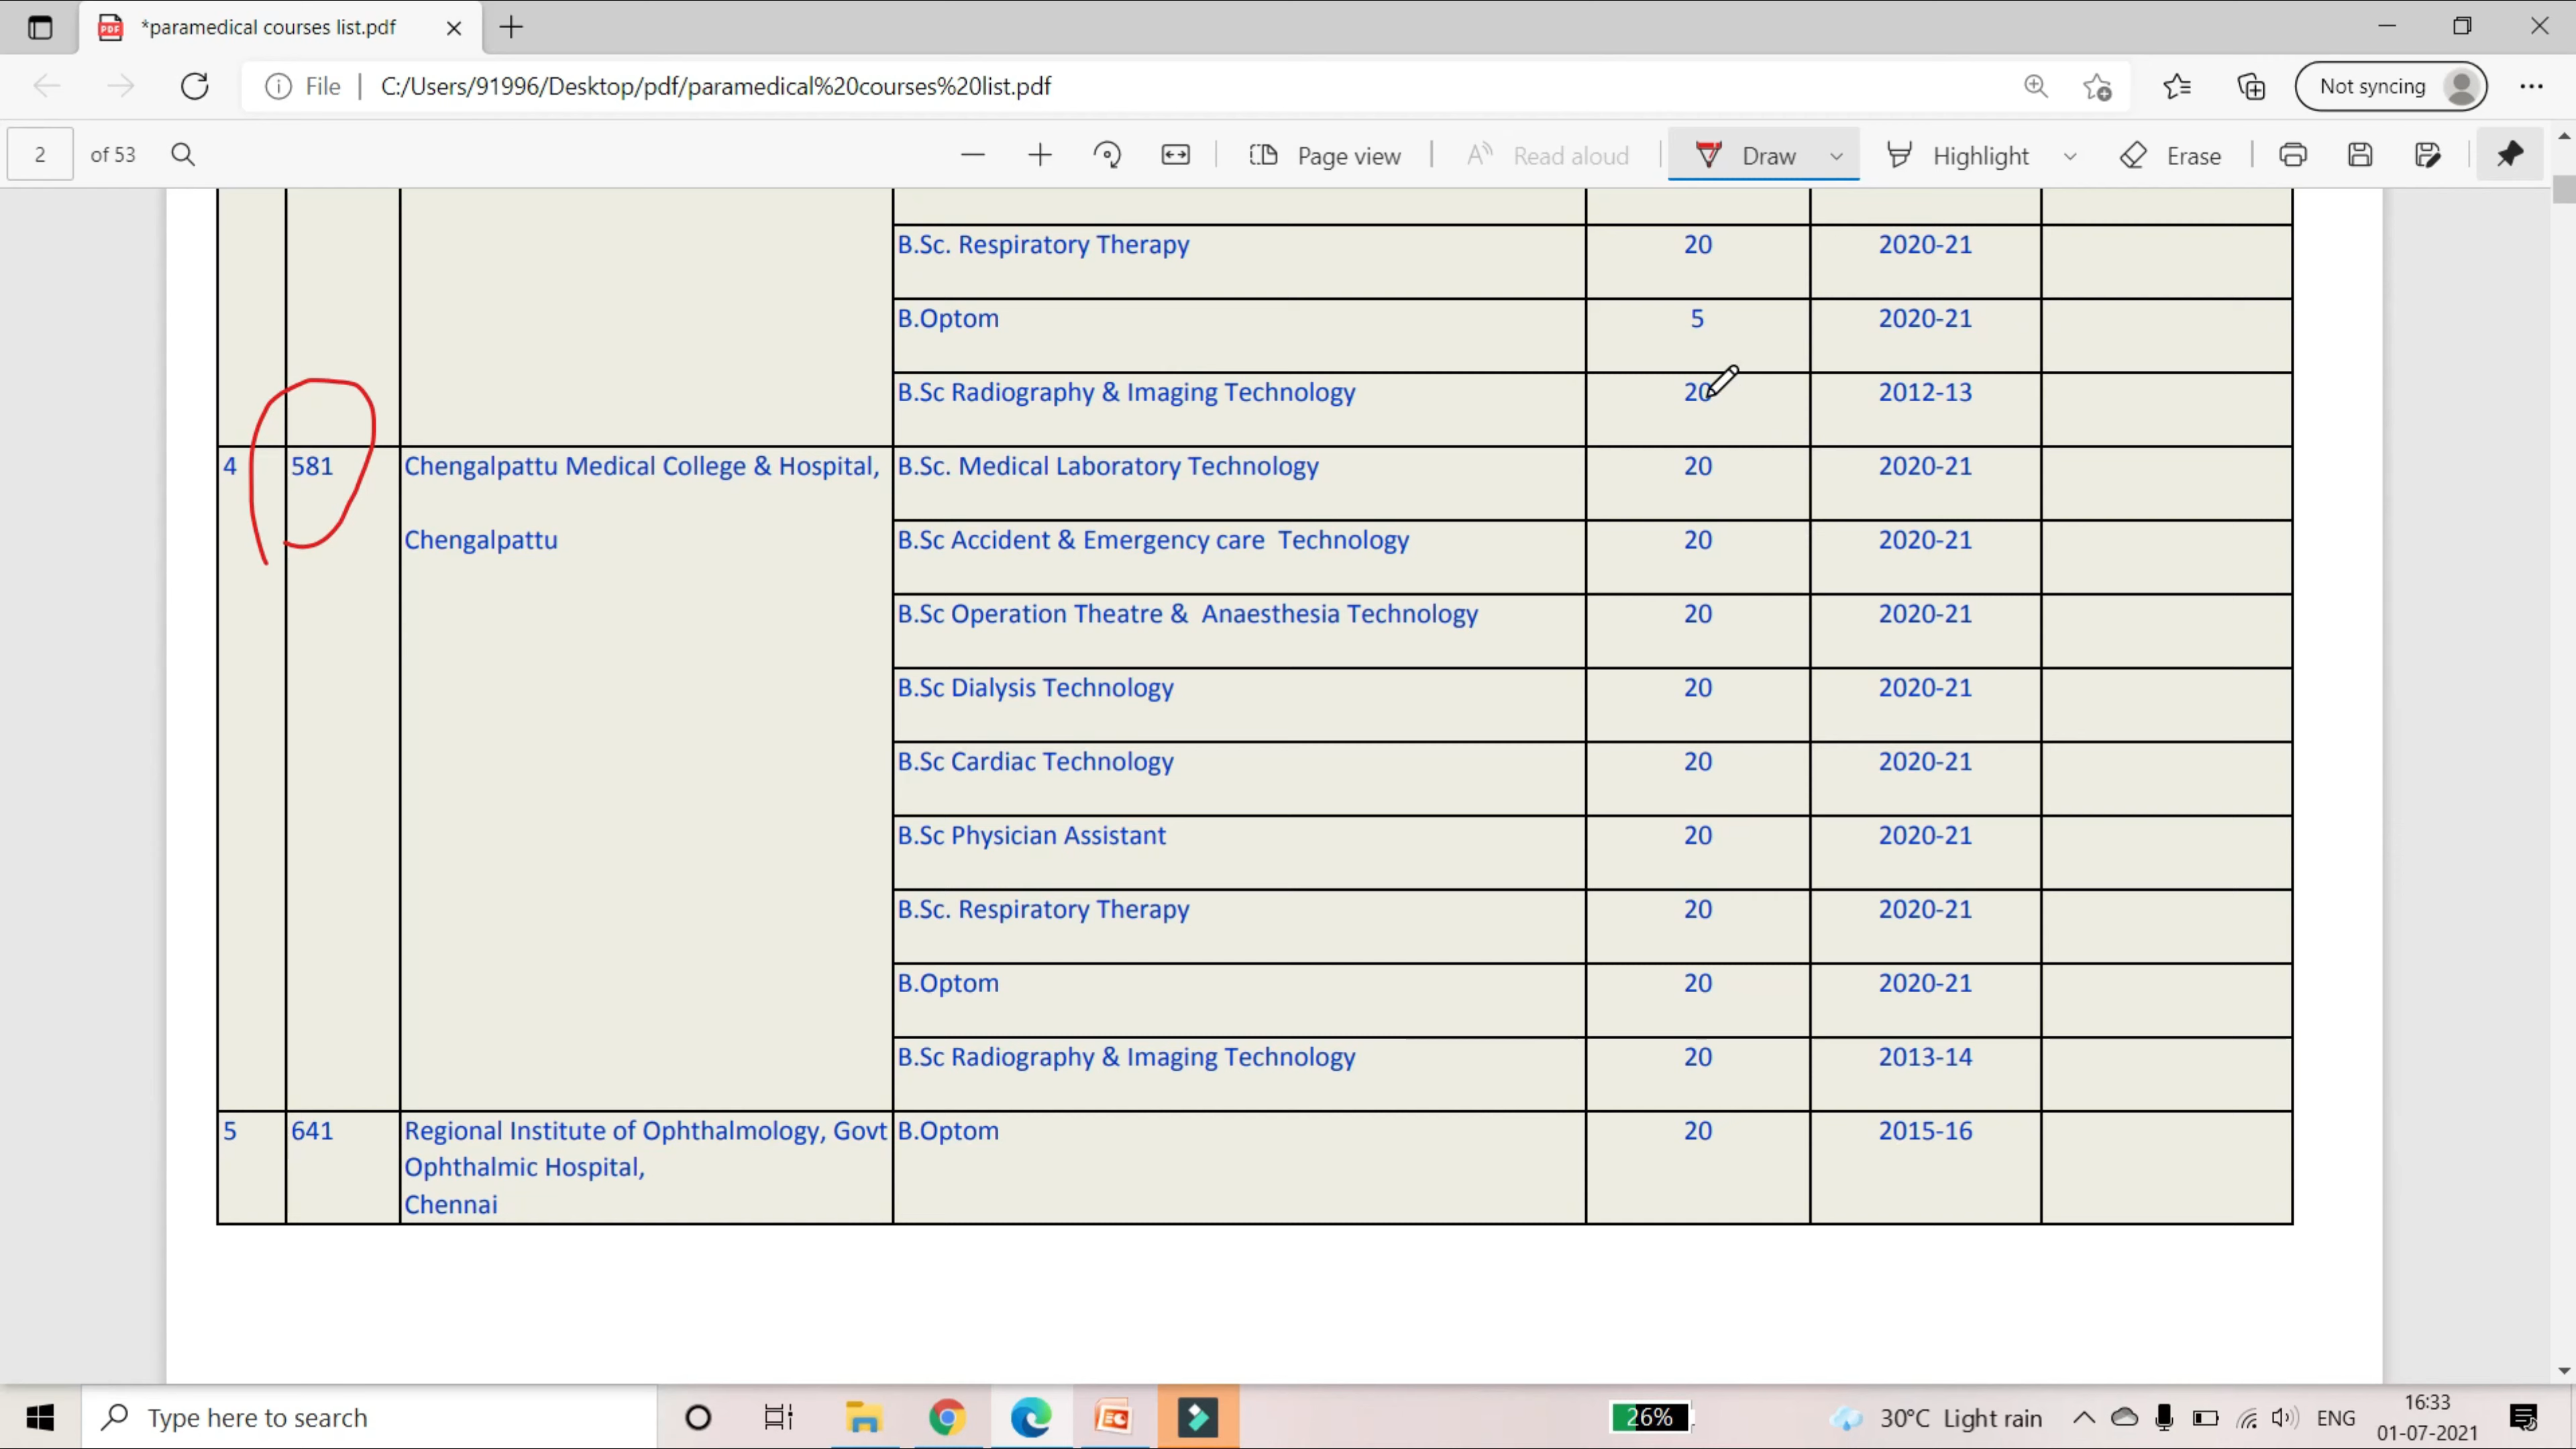 *paramedical courses list.pdf
File | C:/Users/91996/Desktop/pdf/paramedical%20courses%20list.pdf
Not syncing
2 of 53
Page view
Read aloud
Draw
Highlight
Erase
B.Sc. Respiratory Therapy 20 2020-21
B.Optom 5 2020-21
B.Sc Radiography & Imaging Technology 20 2012-13
4 581 Chengalpattu Medical College & Hospital, B.Sc. Medical Laboratory Technology 20 2020-21
Chengalpattu B.Sc Accident & Emergency care Technology 20 2020-21
B.Sc Operation Theatre & Anaesthesia Technology 20 2020-21
B.Sc Dialysis Technology 20 2020-21
B.Sc Cardiac Technology 20 2020-21
B.Sc Physician Assistant 20 2020-21
B.Sc. Respiratory Therapy 20 2020-21
B.Optom 20 2020-21
B.Sc Radiography & Imaging Technology 20 2013-14
5 641 Regional Institute of Ophthalmology, Govt B.Optom 20 2015-16
Ophthalmic Hospital,
Chennai
Type here to search
26%
30°C Light rain
ENG
16:33
01-07-2021